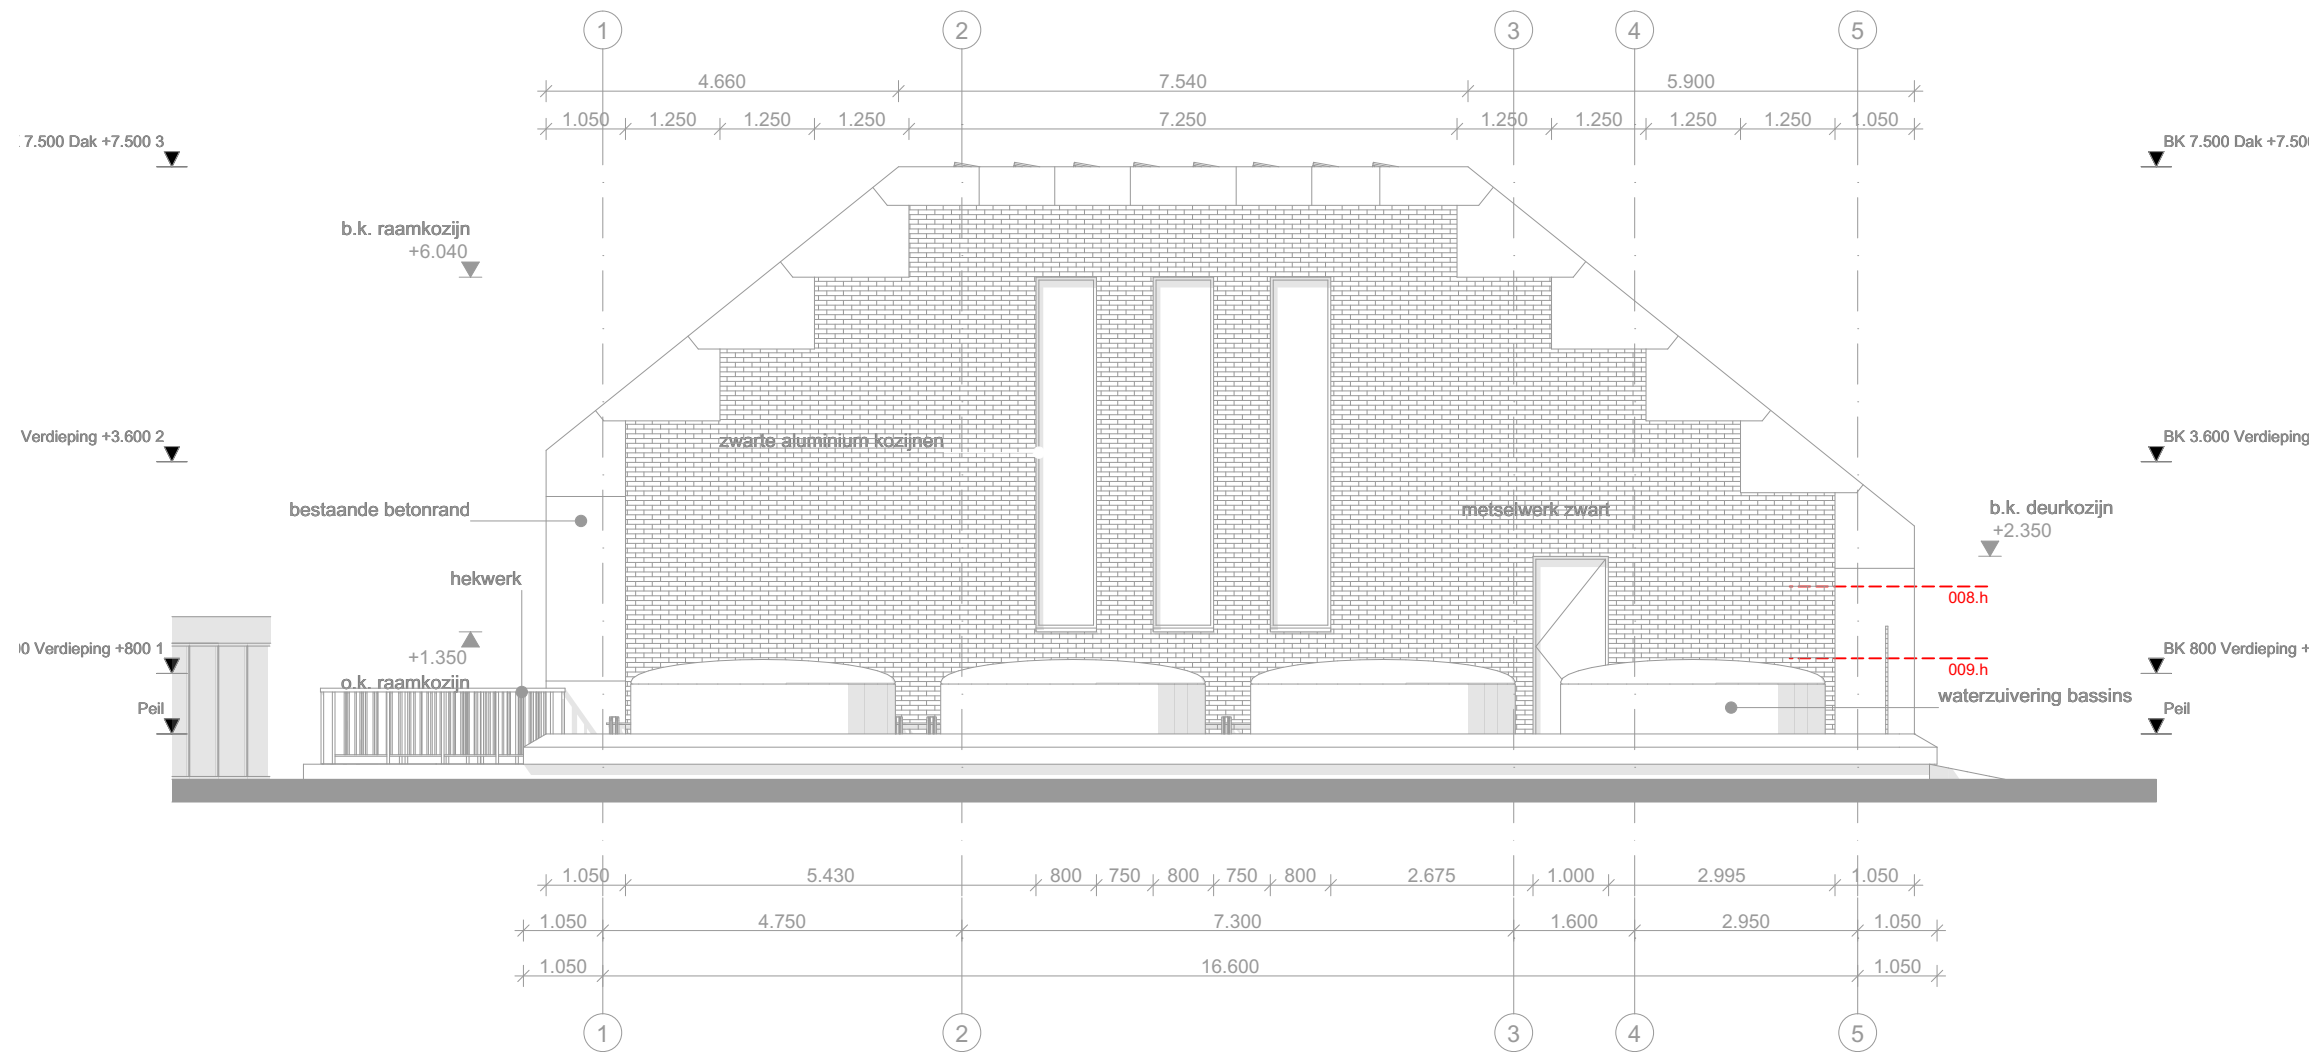 1 2 3 4 5
4.660 7.540 5.900
1.050 1.250 1.250 1.250 7.250 1.250 1.250 1.250 1.250 1.050
7.500 Dak +7.500 3
BK 7.500 Dak +7.500
b.k. raamkozijn
+6.040
Verdieping +3.600 2
zwarte aluminium kozijnen
BK 3.600 Verdieping
bestaande betonrand
metselwerk zwart
b.k. deurkozijn
+2.350
hekwerk
008.h
0 Verdieping +800 1
+1.350
o.k. raamkozijn
009.h
BK 800 Verdieping +
waterzuivering bassins
Peil
Peil
1.050 5.430 800 750 800 750 800 2.675 1.000 2.995 1.050
1.050 4.750 7.300 1.600 2.950 1.050
1.050 16.600 1.050
1 2 3 4 5